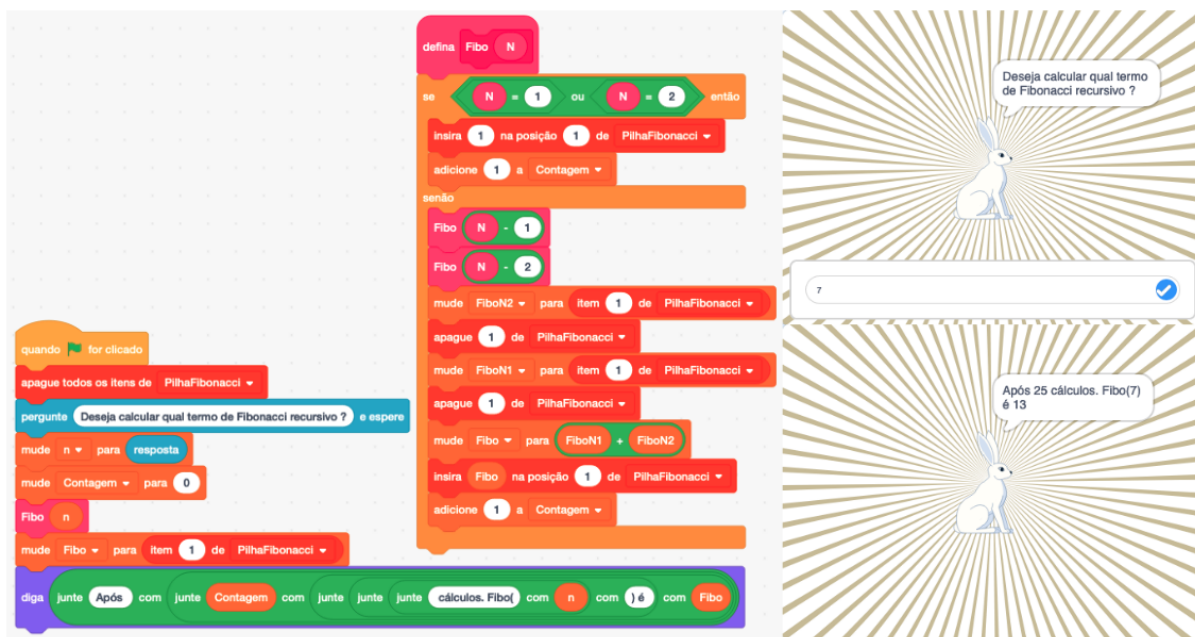 defina Fibo N
se N = 1 ou N = 2 então
insira 1 na posição 1 de PilhaFibonacci
adicione 1 a Contagem
senão
Fibo N - 1
Fibo N - 2
mude FiboN2 para item 1 de PilhaFibonacci
apague 1 de PilhaFibonacci
mude FiboN1 para item 1 de PilhaFibonacci
apague 1 de PilhaFibonacci
mude Fibo para FiboN1 + FiboN2
insira Fibo na posição 1 de PilhaFibonacci
adicione 1 a Contagem
quando for clicado
apague todos os itens de PilhaFibonacci
pergunte Deseja calcular qual termo de Fibonacci recursivo ? e espere
mude n para resposta
mude Contagem para 0
Fibo n
mude Fibo para item 1 de PilhaFibonacci
diga junte Após com junte Contagem com junte junte junte cálculos. Fibo( com n com ) é com Fibo
Deseja calcular qual termo
de Fibonacci recursivo ?
7
Após 25 cálculos. Fibo(7)
é 13